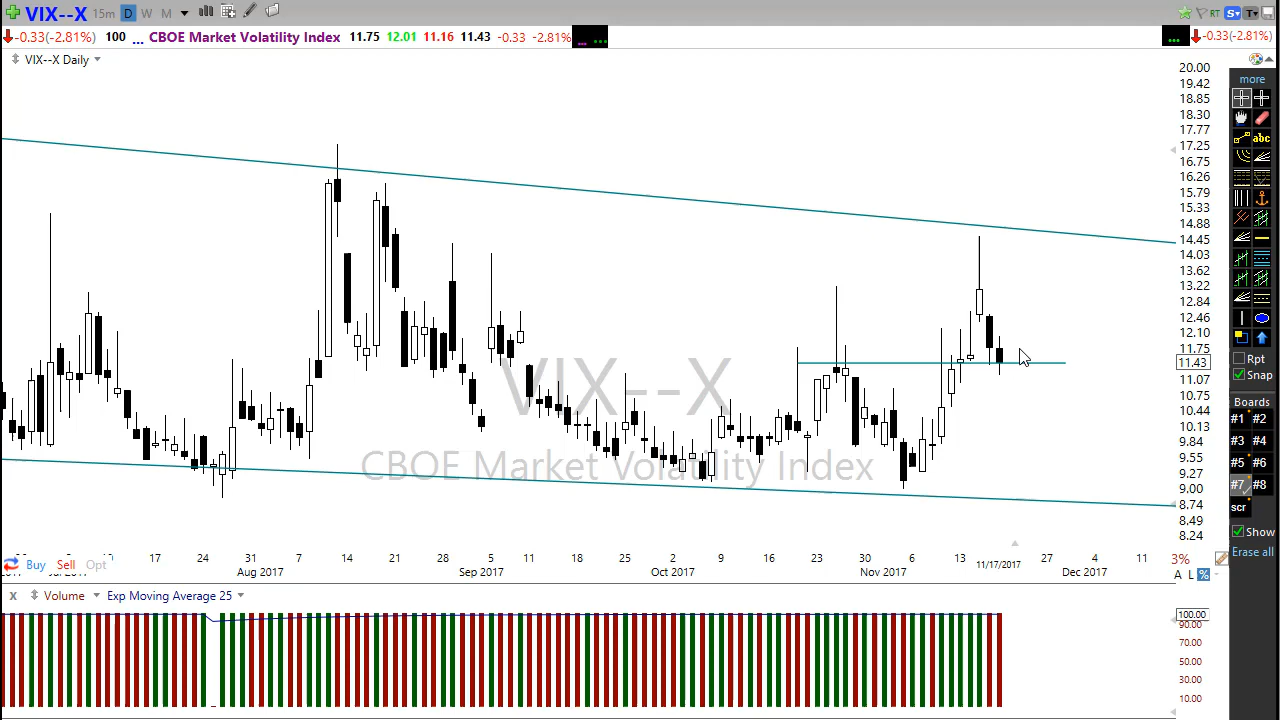 VIX--X 15m D W M RT S T
-0.33(-2.81%) 100 ... CBOE Market Volatility Index 11.75 12.01 11.16 11.43 -0.33 -2.81% ... ... ... -0.33(-2.81%)
VIX--X Daily
more
abc
20.00
19.42
18.85
18.30
17.77
17.25
16.75
16.26
15.79
15.33
14.88
14.45
14.03
13.62
13.22
12.84
12.46
12.10
11.75
11.43
11.07
10.75
10.44
10.13
9.84
9.55
9.27
9.00
8.74
8.49
8.24
VIX--X
CBOE Market Volatility Index
Rpt
Snap
Boards
#1 #2
#3 #4
#5 #6
#7 #8
scr
Show
Erase all
17 24 31 7 14 21 28 7 11 18 25 2 9 16 23 30 6 13 27 4 11 3%
Buy Sell Opt
Aug 2017 Sep 2017 Oct 2017 Nov 2017 11/17/2017 Dec 2017 A L %
X Volume Exp Moving Average 25
100.00
90.00
70.00
50.00
30.00
10.00